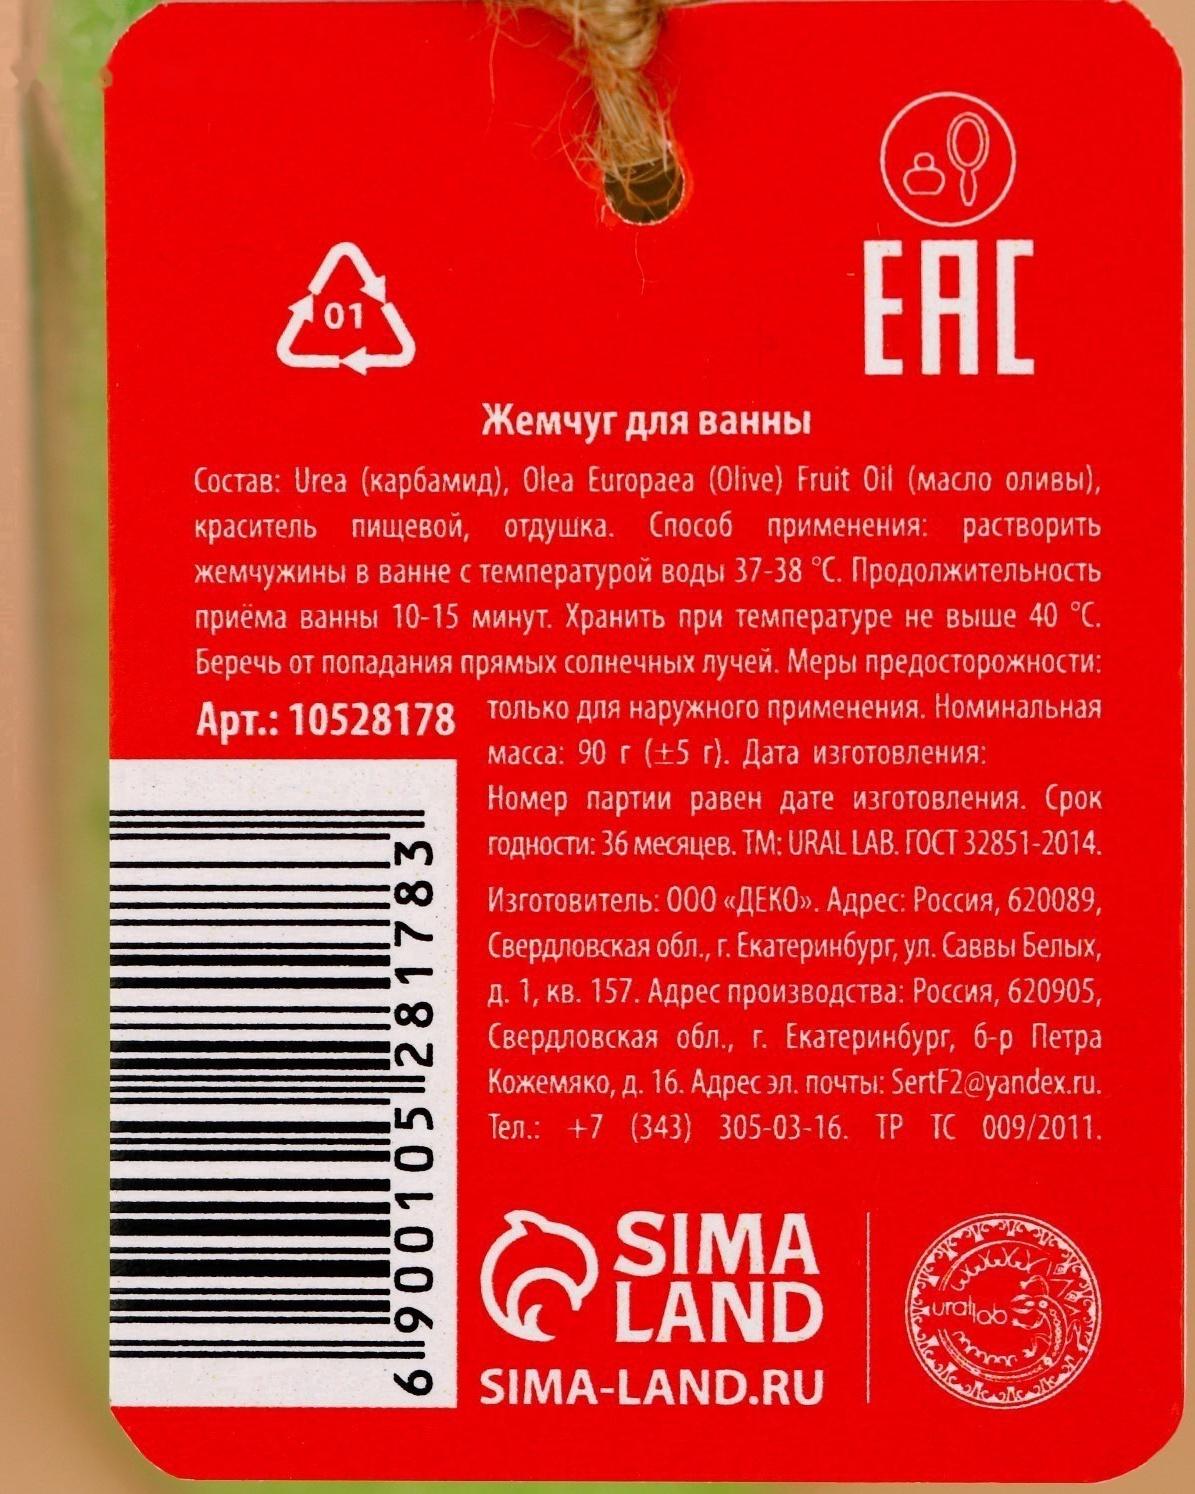 01
ЕАС
Жемчуг для ванны
Состав: Urea (карбамид), Olea Europaea (Olive) Fruit Oil (масло оливы),
краситель пищевой, отдушка. Способ применения: растворить
жемчужины в ванне с температурой воды 37-38 °С. Продолжительность
приёма ванны 10-15 минут. Хранить при температуре не выше 40 °С.
Беречь от попадания прямых солнечных лучей. Меры предосторожности:
только для наружного применения. Номинальная
масса: 90 г (±5 г). Дата изготовления:
Номер партии равен дате изготовления. Срок
годности: 36 месяцев. ТМ: URAL LAB. ГОСТ 32851-2014.
Изготовитель: ООО «ДЕКО». Адрес: Россия, 620089,
Свердловская обл., г. Екатеринбург, ул. Саввы Белых,
д. 1, кв. 157. Адрес производства: Россия, 620905,
Свердловская обл., г. Екатеринбург, б-р Петра
Кожемяко, д. 16. Адрес эл. почты: SertF2@yandex.ru.
Тел.: +7 (343) 305-03-16. ТР ТС 009/2011.
Арт.: 10528178
6 900105 281783
SIMA
LAND
SIMA-LAND.RU
urallab